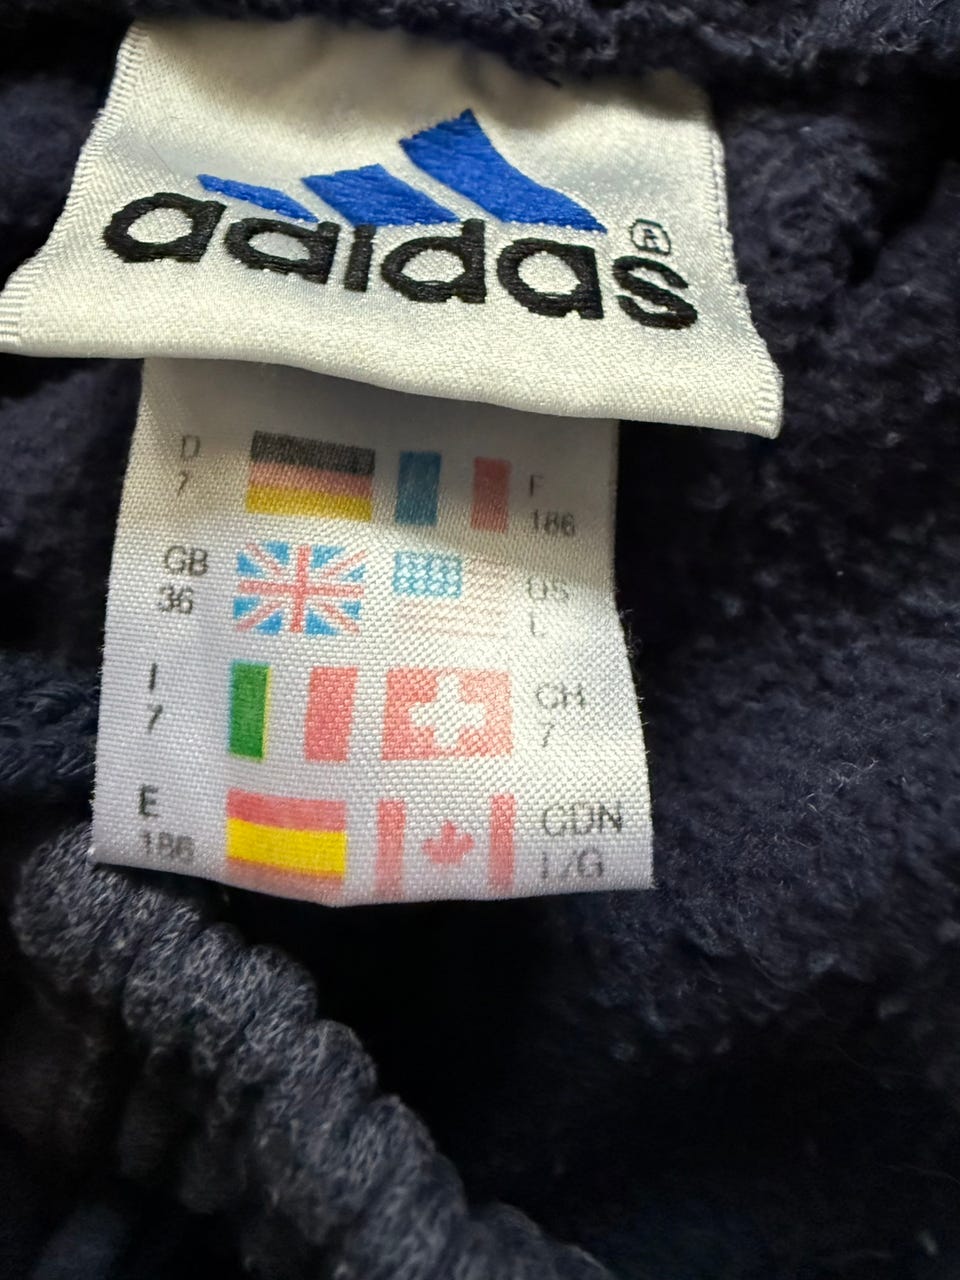 adidas®
D F
7 186
GB US
36 L
I CH
7 7
E CDN
186 L/G